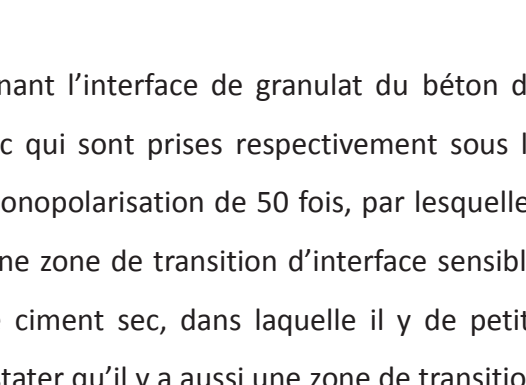 nant l’interface de granulat du béton d
c qui sont prises respectivement sous l
onopolarisation de 50 fois, par lesquelle
ne zone de transition d’interface sensibl
ciment sec, dans laquelle il y de petit
stater qu’il y a aussi une zone de transitio